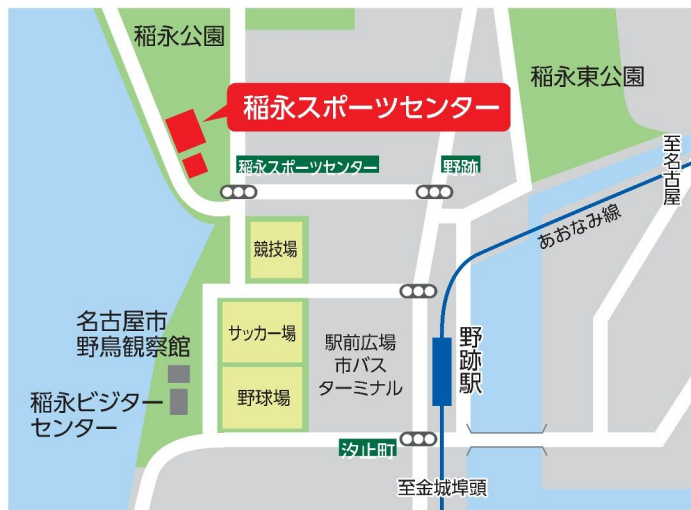 稲永公園
稲永スポーツセンター
稲永東公園
稲永スポーツセンター
野跡
至名古屋
あおなみ線
競技場
名古屋市
野鳥観察館
サッカー場
駅前広場
市バス
ターミナル
野跡駅
稲永ビジター
センター
野球場
汐止町
至金城埠頭